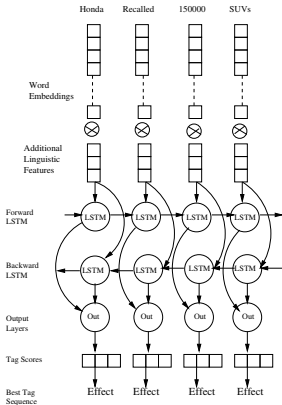 Honda Recalled 150000 SUVs
Word
Embeddings
Additional
Linguistic
Features
Forward
LSTM
LSTM LSTM LSTM LSTM
Backward
LSTM
LSTM LSTM LSTM LSTM
Output
Layers
Out Out Out Out
Tag Scores
Best Tag
Sequence
Effect Effect Effect Effect